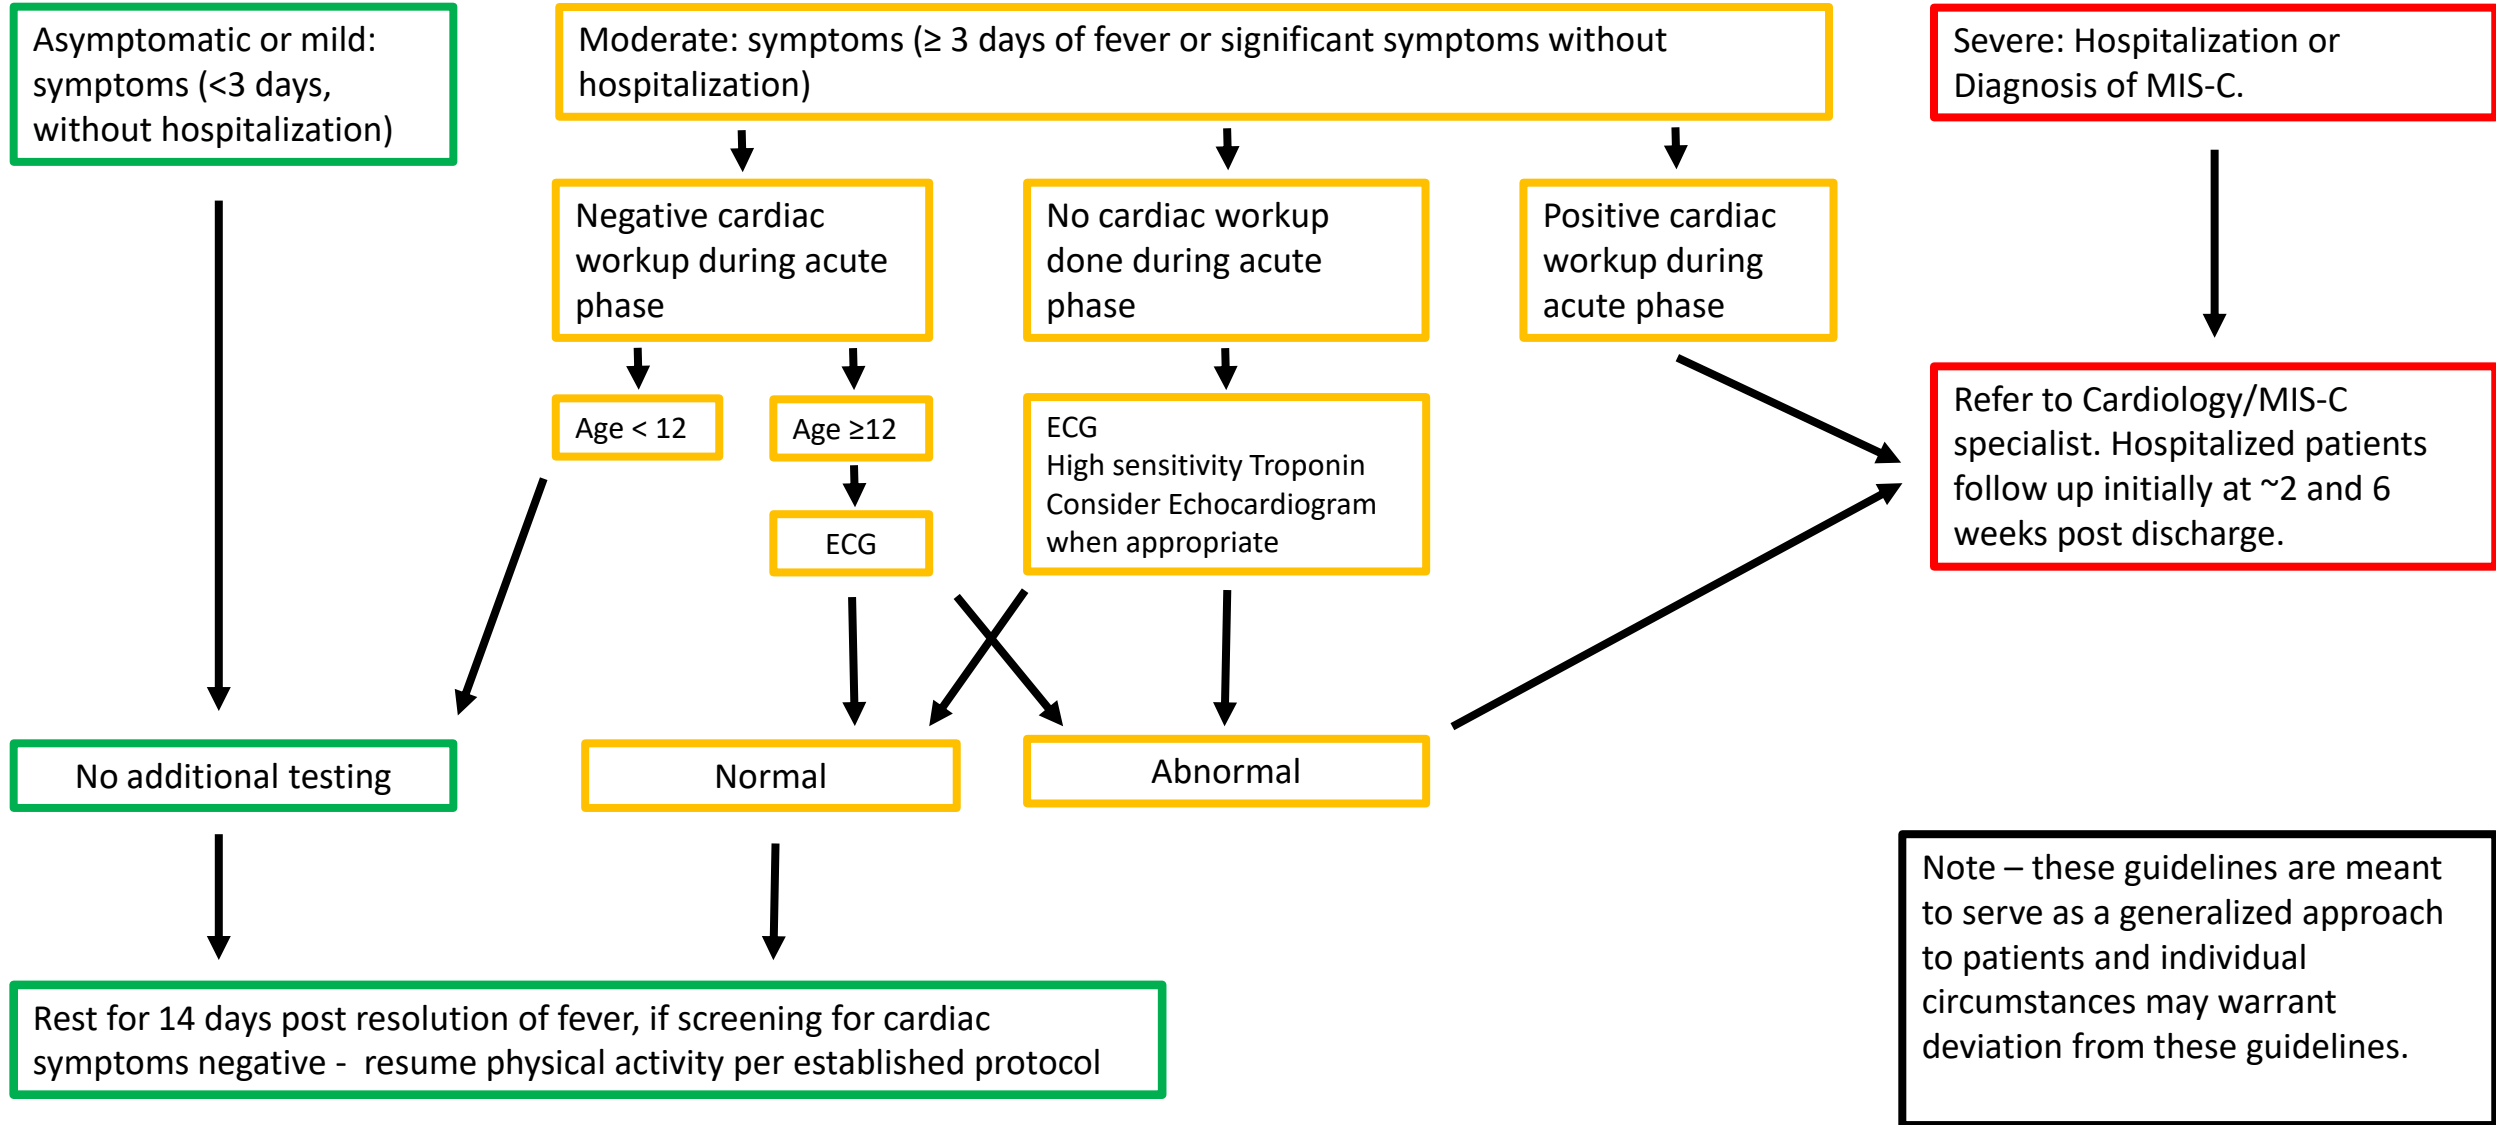 Asymptomatic or mild:
symptoms (<3 days,
without hospitalization)
Moderate: symptoms (≥ 3 days of fever or significant symptoms without
hospitalization)
Severe: Hospitalization or
Diagnosis of MIS-C.
Negative cardiac
workup during acute
phase
No cardiac workup
done during acute
phase
Positive cardiac
workup during
acute phase
Age < 12
Age ≥12
ECG
ECG
High sensitivity Troponin
Consider Echocardiogram
when appropriate
Refer to Cardiology/MIS-C
specialist. Hospitalized patients
follow up initially at ~2 and 6
weeks post discharge.
No additional testing
Normal
Abnormal
Rest for 14 days post resolution of fever, if screening for cardiac
symptoms negative -  resume physical activity per established protocol
Note – these guidelines are meant
to serve as a generalized approach
to patients and individual
circumstances may warrant
deviation from these guidelines.